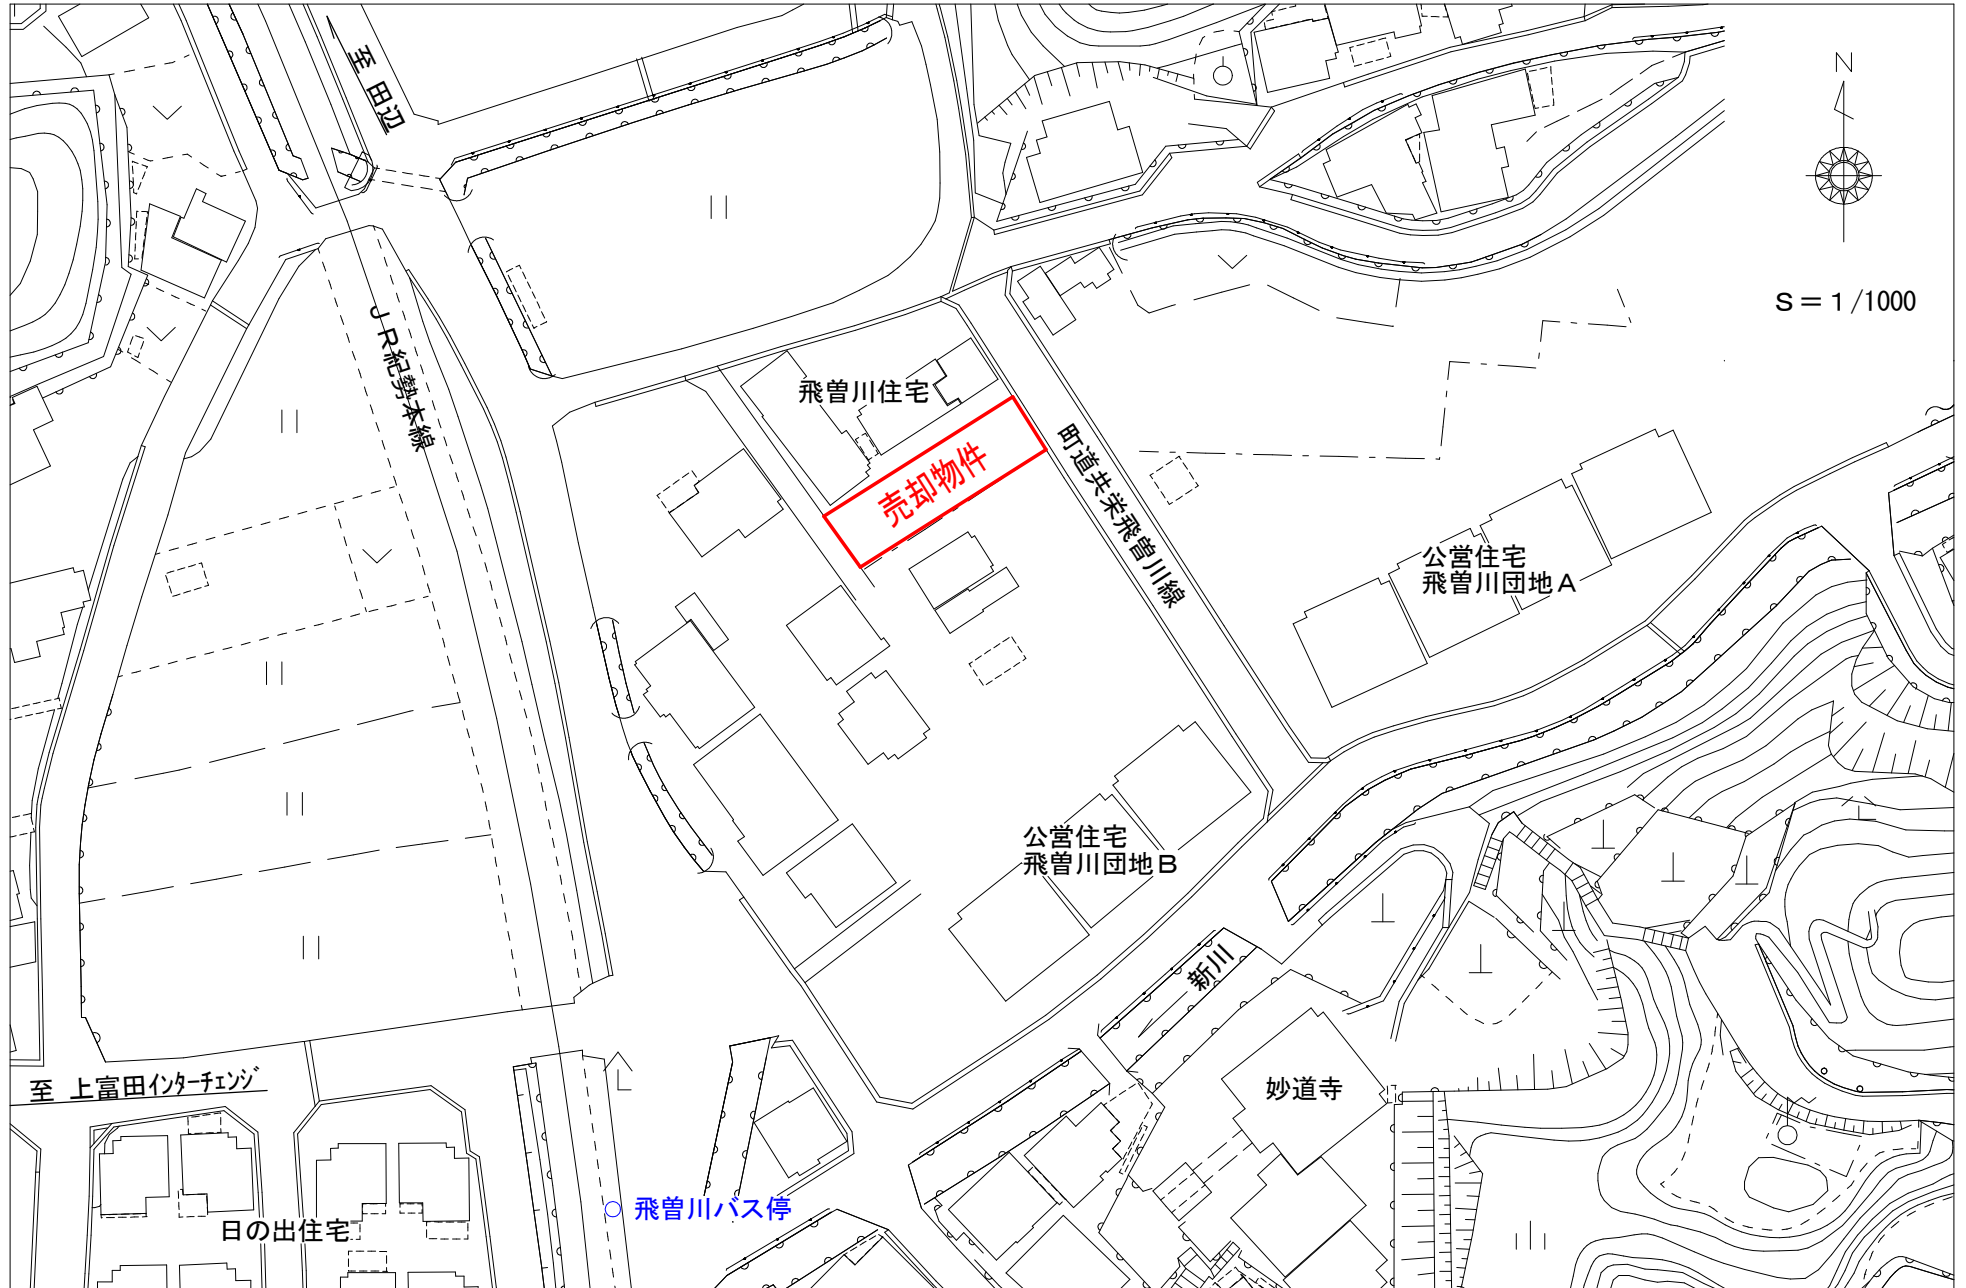 至 田辺
N
S＝1/1000
JR紀勢本線
飛曽川住宅
売却物件
町道共栄飛曽川線
公営住宅
飛曽川団地A
公営住宅
飛曽川団地B
新川
妙道寺
至 上富田インターチェンジ
飛曽川バス停
日の出住宅